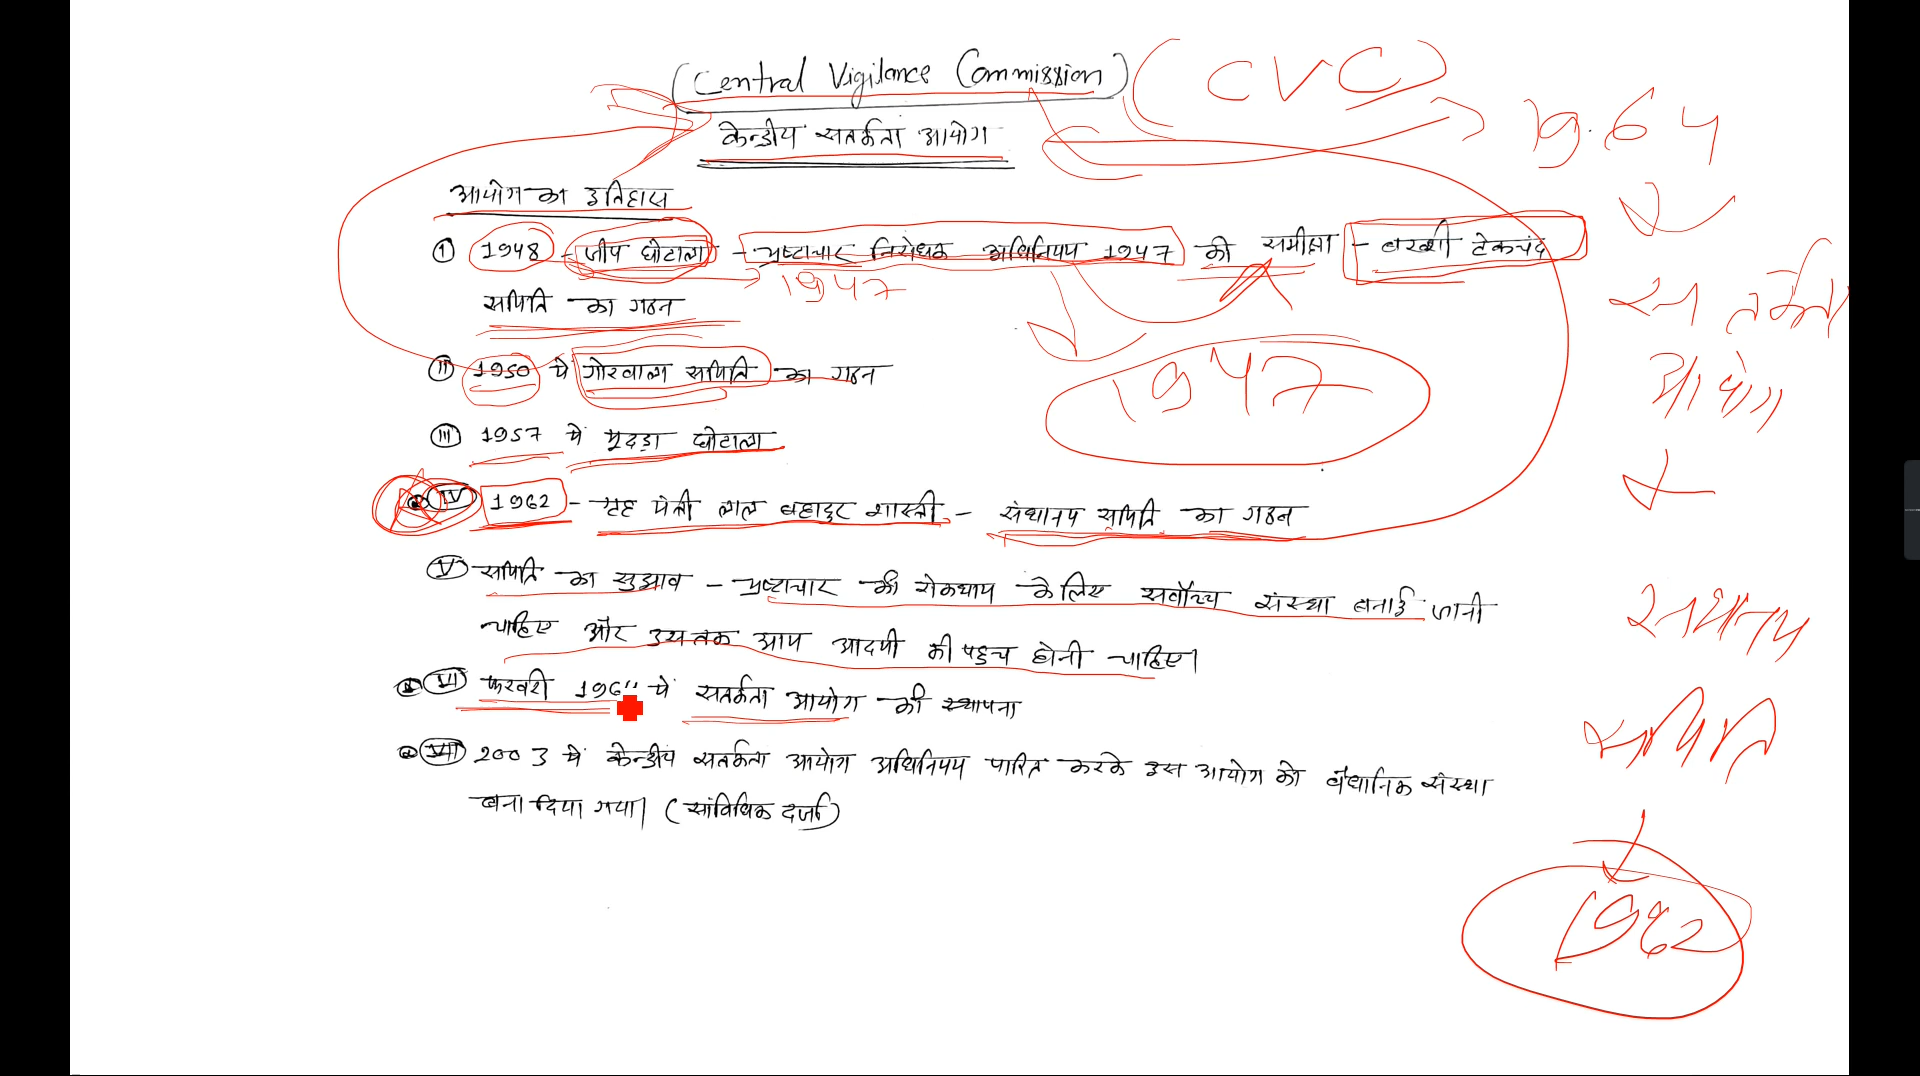 (Central Vigilance Commission) (CVC)
1964
केन्द्रीय सतर्कता आयोग
आयोग का इतिहास
(I) 1948 - जीप घोटाला - भ्रष्टाचार निरोधक अधिनियम 1947 की समीक्षा - बख्शी टेकचंद
समिति का गठन
1947
(II) 1950 में गोरवाला समिति का गठन
1947
(III) 1957 में मूदड़ा घोटाला
(IV) 1962 - गृह मंत्री लाल बहादुर शास्त्री - संथानम समिति का गठन
(V) समिति का सुझाव - भ्रष्टाचार की रोकथाम के लिए सर्वोच्च संस्था बनाई जानी
चाहिए और उस तक आम आदमी की पहुच होनी चाहिए।
(VI) फरवरी 1964 में सतर्कता आयोग की स्थापना
(VII) 2003 में केन्द्रीय सतर्कता आयोग अधिनियम पारित करके इस आयोग को वैधानिक संस्था
बना दिया गया। (सांविधिक दर्जा)
सतर्कता
आयोग
समिति
1962